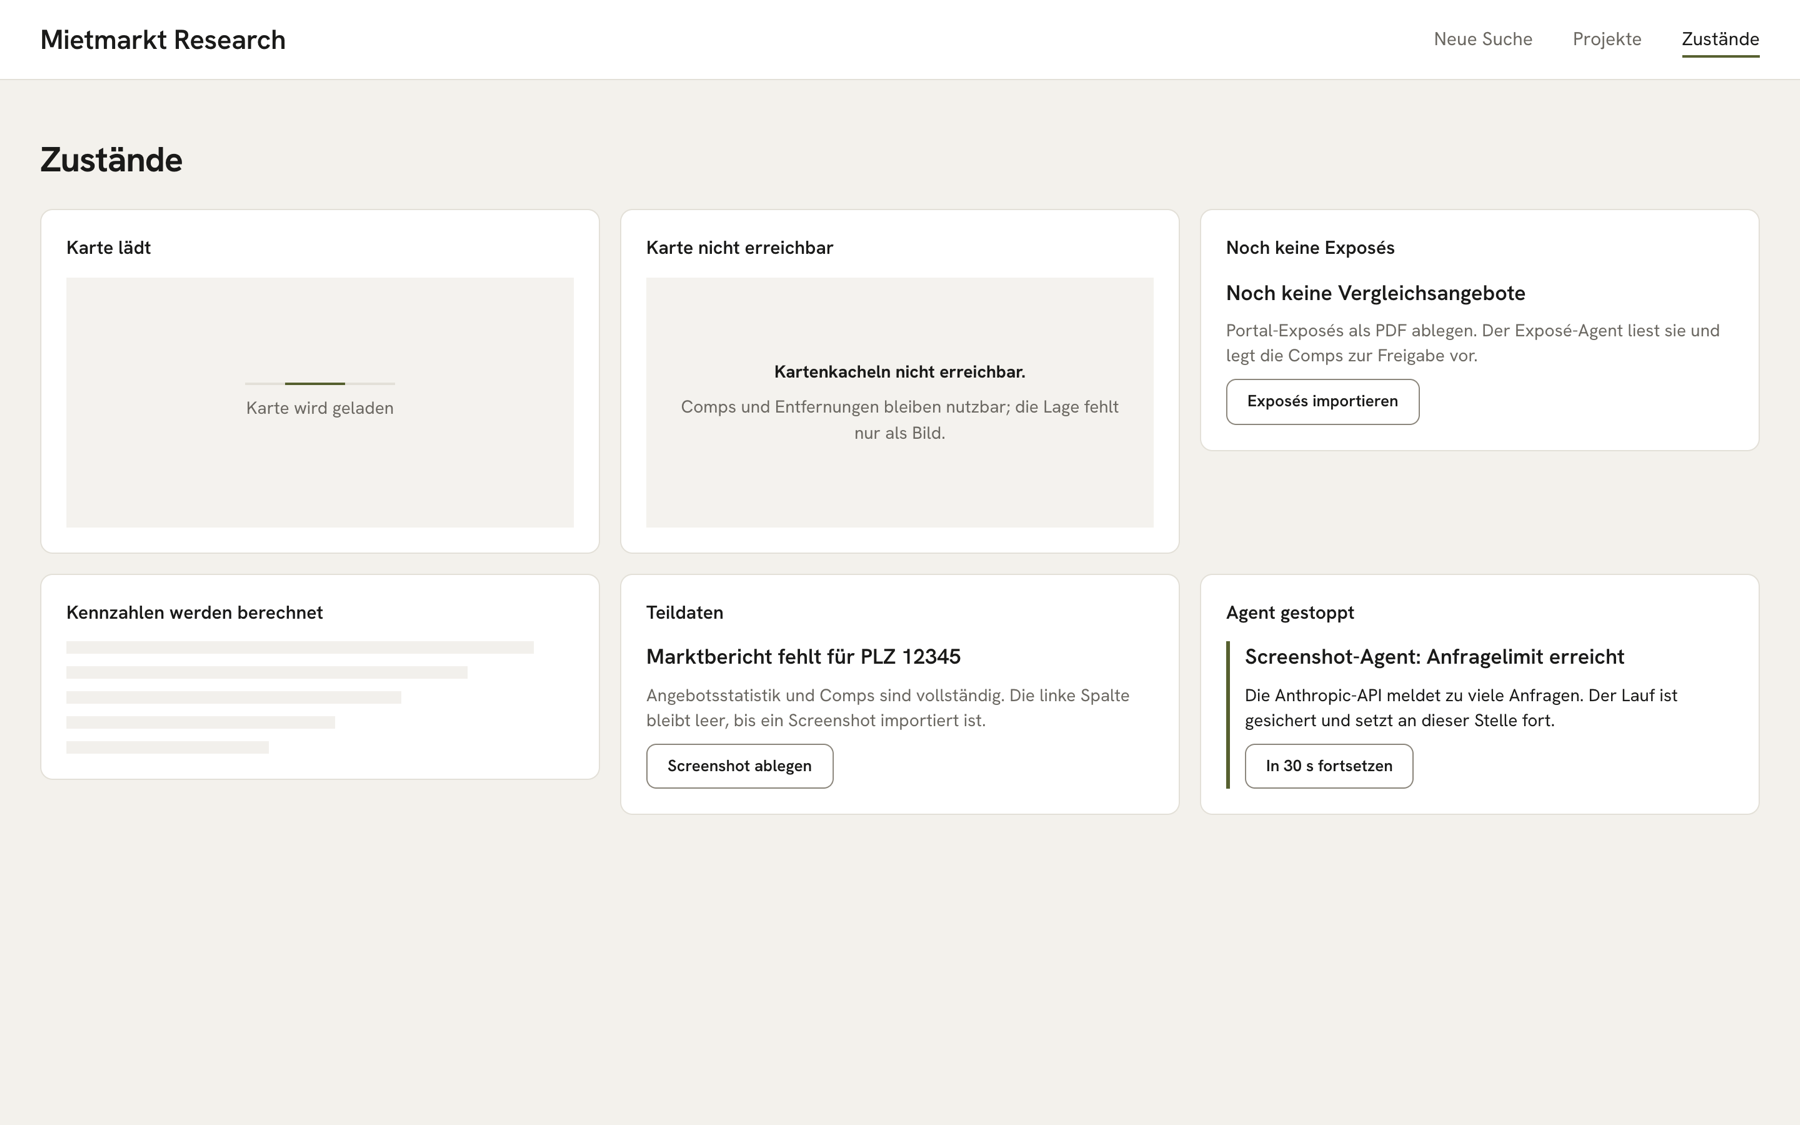 Mietmarkt Research
Neue Suche
Projekte
Zustände
Zustände
Karte lädt
Karte wird geladen
Karte nicht erreichbar
Kartenkacheln nicht erreichbar.
Comps und Entfernungen bleiben nutzbar; die Lage fehlt
nur als Bild.
Noch keine Exposés
Noch keine Vergleichsangebote
Portal-Exposés als PDF ablegen. Der Exposé-Agent liest sie und
legt die Comps zur Freigabe vor.
Exposés importieren
Kennzahlen werden berechnet
Teildaten
Marktbericht fehlt für PLZ 12345
Angebotsstatistik und Comps sind vollständig. Die linke Spalte
bleibt leer, bis ein Screenshot importiert ist.
Screenshot ablegen
Agent gestoppt
Screenshot-Agent: Anfragelimit erreicht
Die Anthropic-API meldet zu viele Anfragen. Der Lauf ist
gesichert und setzt an dieser Stelle fort.
In 30 s fortsetzen